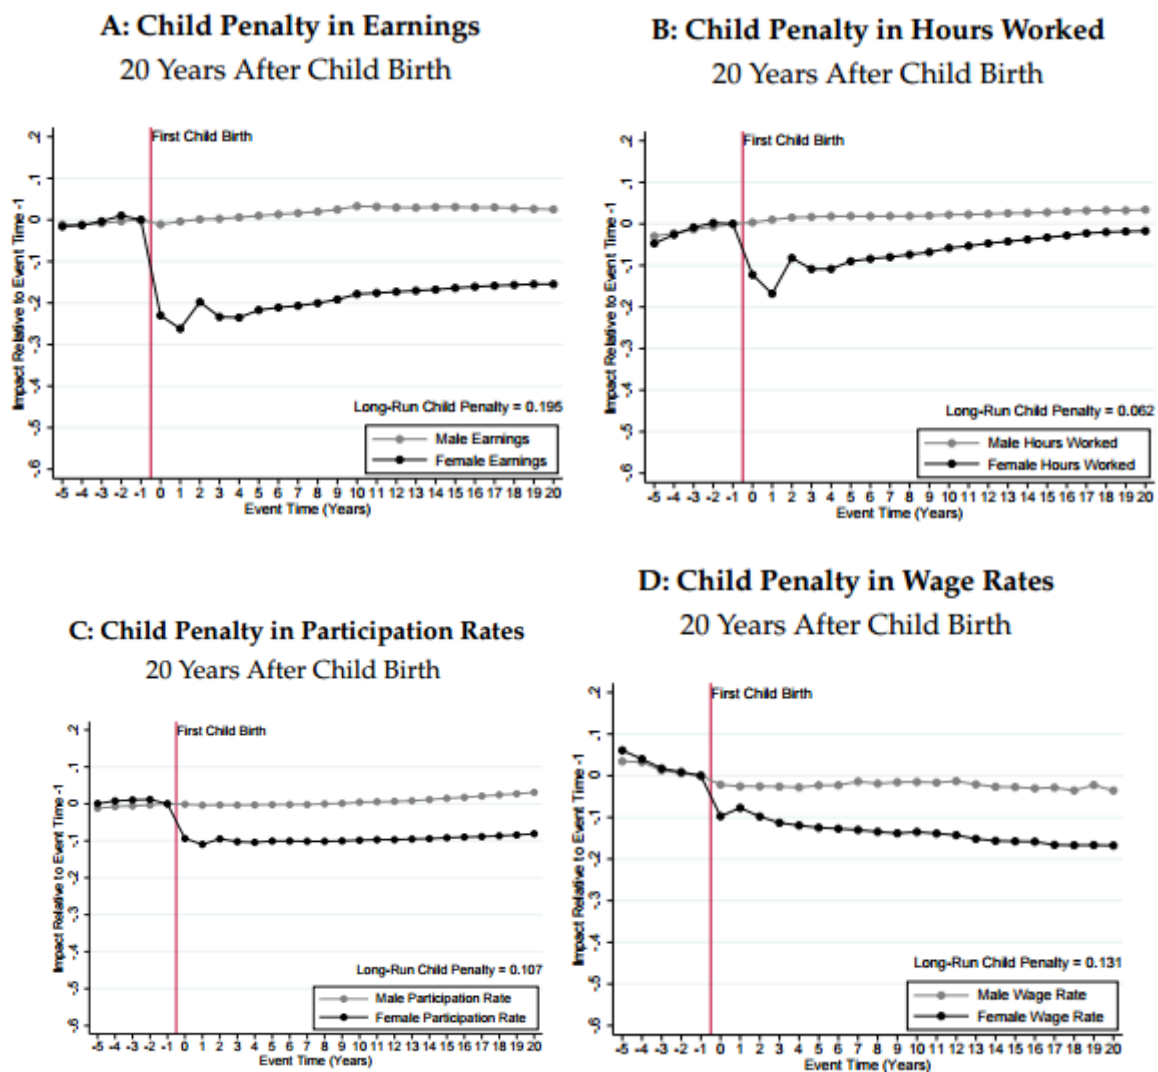 A: Child Penalty in Earnings
20 Years After Child Birth
First Child Birth
Impact Relative to Event Time -1
.2
.1
0
-.1
-.2
-.3
-.4
-.5
-.6
Long-Run Child Penalty = 0.195
Male Earnings
Female Earnings
-5 -4 -3 -2 -1 0 1 2 3 4 5 6 7 8 9 10 11 12 13 14 15 16 17 18 19 20
Event Time (Years)
B: Child Penalty in Hours Worked
20 Years After Child Birth
First Child Birth
Impact Relative to Event Time -1
.2
.1
0
-.1
-.2
-.3
-.4
-.5
-.6
Long-Run Child Penalty = 0.062
Male Hours Worked
Female Hours Worked
-5 -4 -3 -2 -1 0 1 2 3 4 5 6 7 8 9 10 11 12 13 14 15 16 17 18 19 20
Event Time (Years)
C: Child Penalty in Participation Rates
20 Years After Child Birth
First Child Birth
Impact Relative to Event Time -1
.2
.1
0
-.1
-.2
-.3
-.4
-.5
-.6
Long-Run Child Penalty = 0.107
Male Participation Rate
Female Participation Rate
-5 -4 -3 -2 -1 0 1 2 3 4 5 6 7 8 9 10 11 12 13 14 15 16 17 18 19 20
Event Time (Years)
D: Child Penalty in Wage Rates
20 Years After Child Birth
First Child Birth
Impact Relative to Event Time -1
.2
.1
0
-.1
-.2
-.3
-.4
-.5
-.6
Long-Run Child Penalty = 0.131
Male Wage Rate
Female Wage Rate
-5 -4 -3 -2 -1 0 1 2 3 4 5 6 7 8 9 10 11 12 13 14 15 16 17 18 19 20
Event Time (Years)